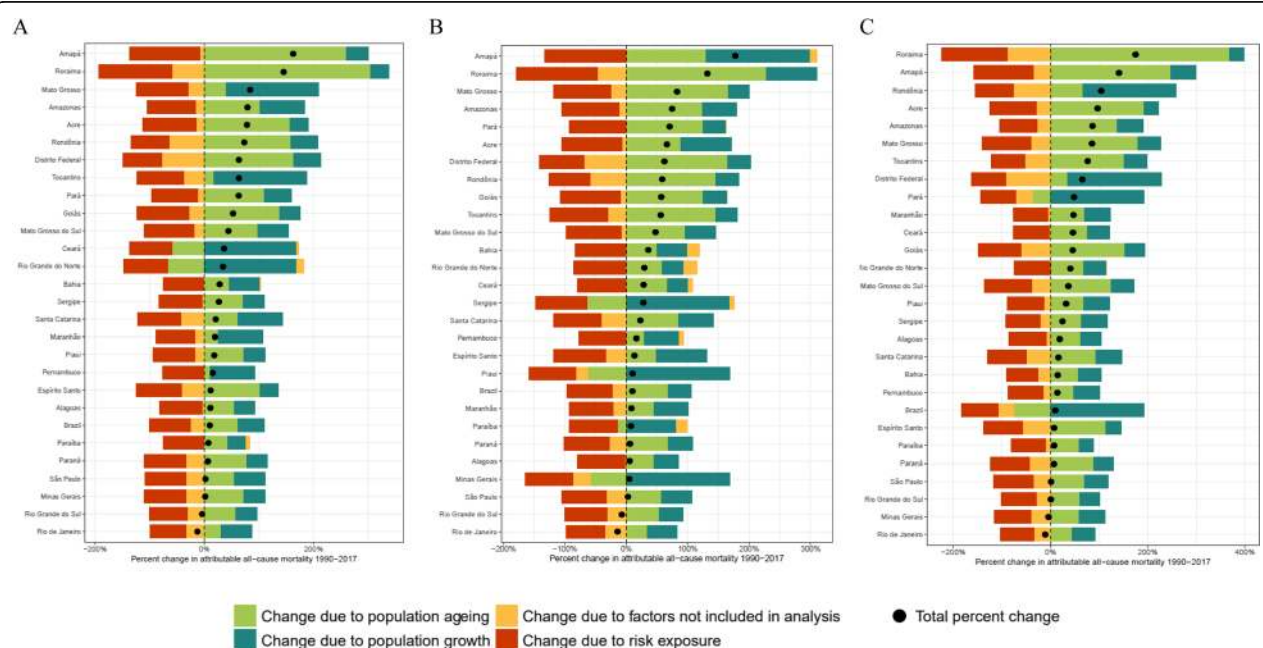 A
Amapá
Roraima
Mato Grosso
Amazonas
Acre
Rondônia
Distrito Federal
Tocantins
Pará
Goiás
Mato Grosso do Sul
Ceará
Rio Grande do Norte
Bahia
Sergipe
Santa Catarina
Maranhão
Piauí
Pernambuco
Espírito Santo
Alagoas
Brazil
Paraíba
Paraná
São Paulo
Minas Gerais
Rio Grande do Sul
Rio de Janeiro
−200% 0% 200%
Percent change in attributable all−cause mortality 1990−2017
B
Amapá
Roraima
Mato Grosso
Amazonas
Pará
Acre
Distrito Federal
Rondônia
Goiás
Tocantins
Mato Grosso do Sul
Bahia
Rio Grande do Norte
Ceará
Sergipe
Santa Catarina
Pernambuco
Espírito Santo
Piauí
Brazil
Maranhão
Paraíba
Paraná
Alagoas
Minas Gerais
São Paulo
Rio Grande do Sul
Rio de Janeiro
−200% −100% 0% 100% 200% 300%
Percent change in attributable all−cause mortality 1990−2017
C
Roraima
Amapá
Rondônia
Acre
Amazonas
Mato Grosso
Tocantins
Distrito Federal
Pará
Maranhão
Ceará
Goiás
Rio Grande do Norte
Mato Grosso do Sul
Piauí
Sergipe
Alagoas
Santa Catarina
Bahia
Pernambuco
Brazil
Espírito Santo
Paraíba
Paraná
São Paulo
Rio Grande do Sul
Minas Gerais
Rio de Janeiro
−200% 0% 200% 400%
Percent change in attributable all−cause mortality 1990−2017
Change due to population ageing Change due to factors not included in analysis Total percent change
Change due to population growth Change due to risk exposure